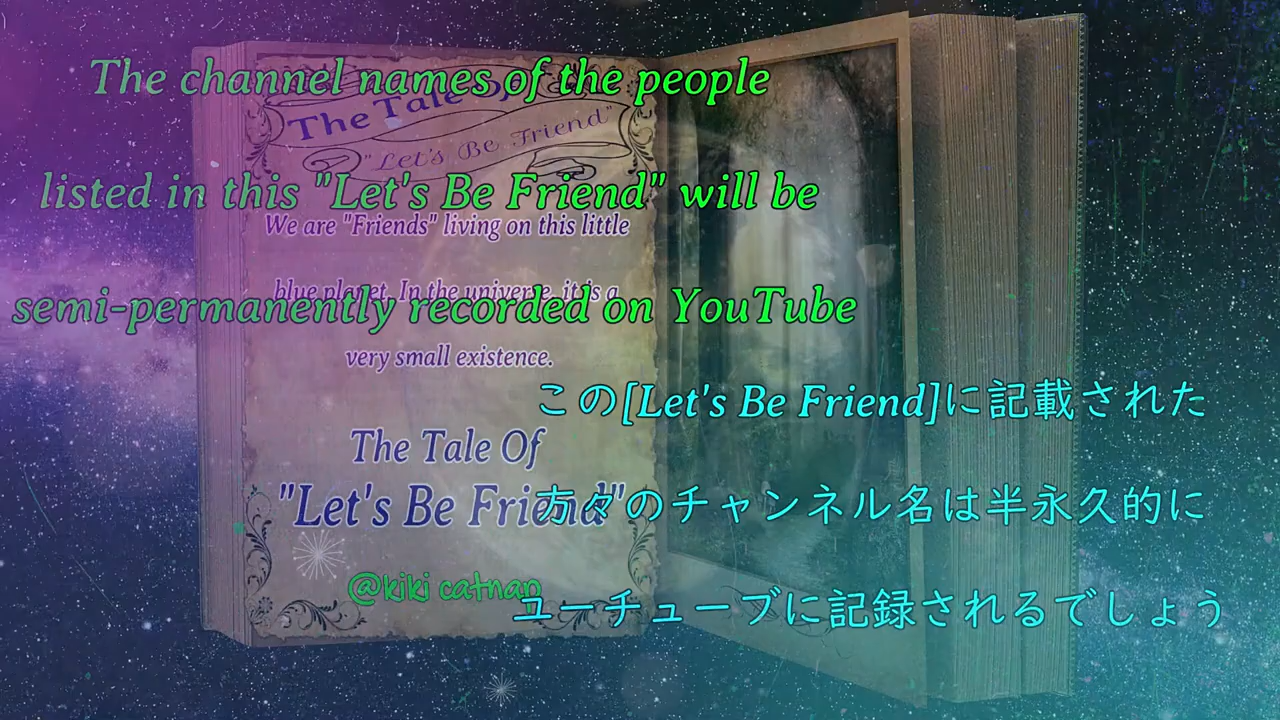 The channel names of the people
listed in this "Let's Be Friend" will be
semi-permanently recorded on YouTube
The Tale Of
"Let's Be Friend"
We are "Friends" living on this little
blue planet. In the universe, it is a
very small existence.
The Tale Of
"Let's Be Friend"
@kiki catnap
この[Let's Be Friend]に記載された
方々のチャンネル名は半永久的に
ユーチューブに記録されるでしょう